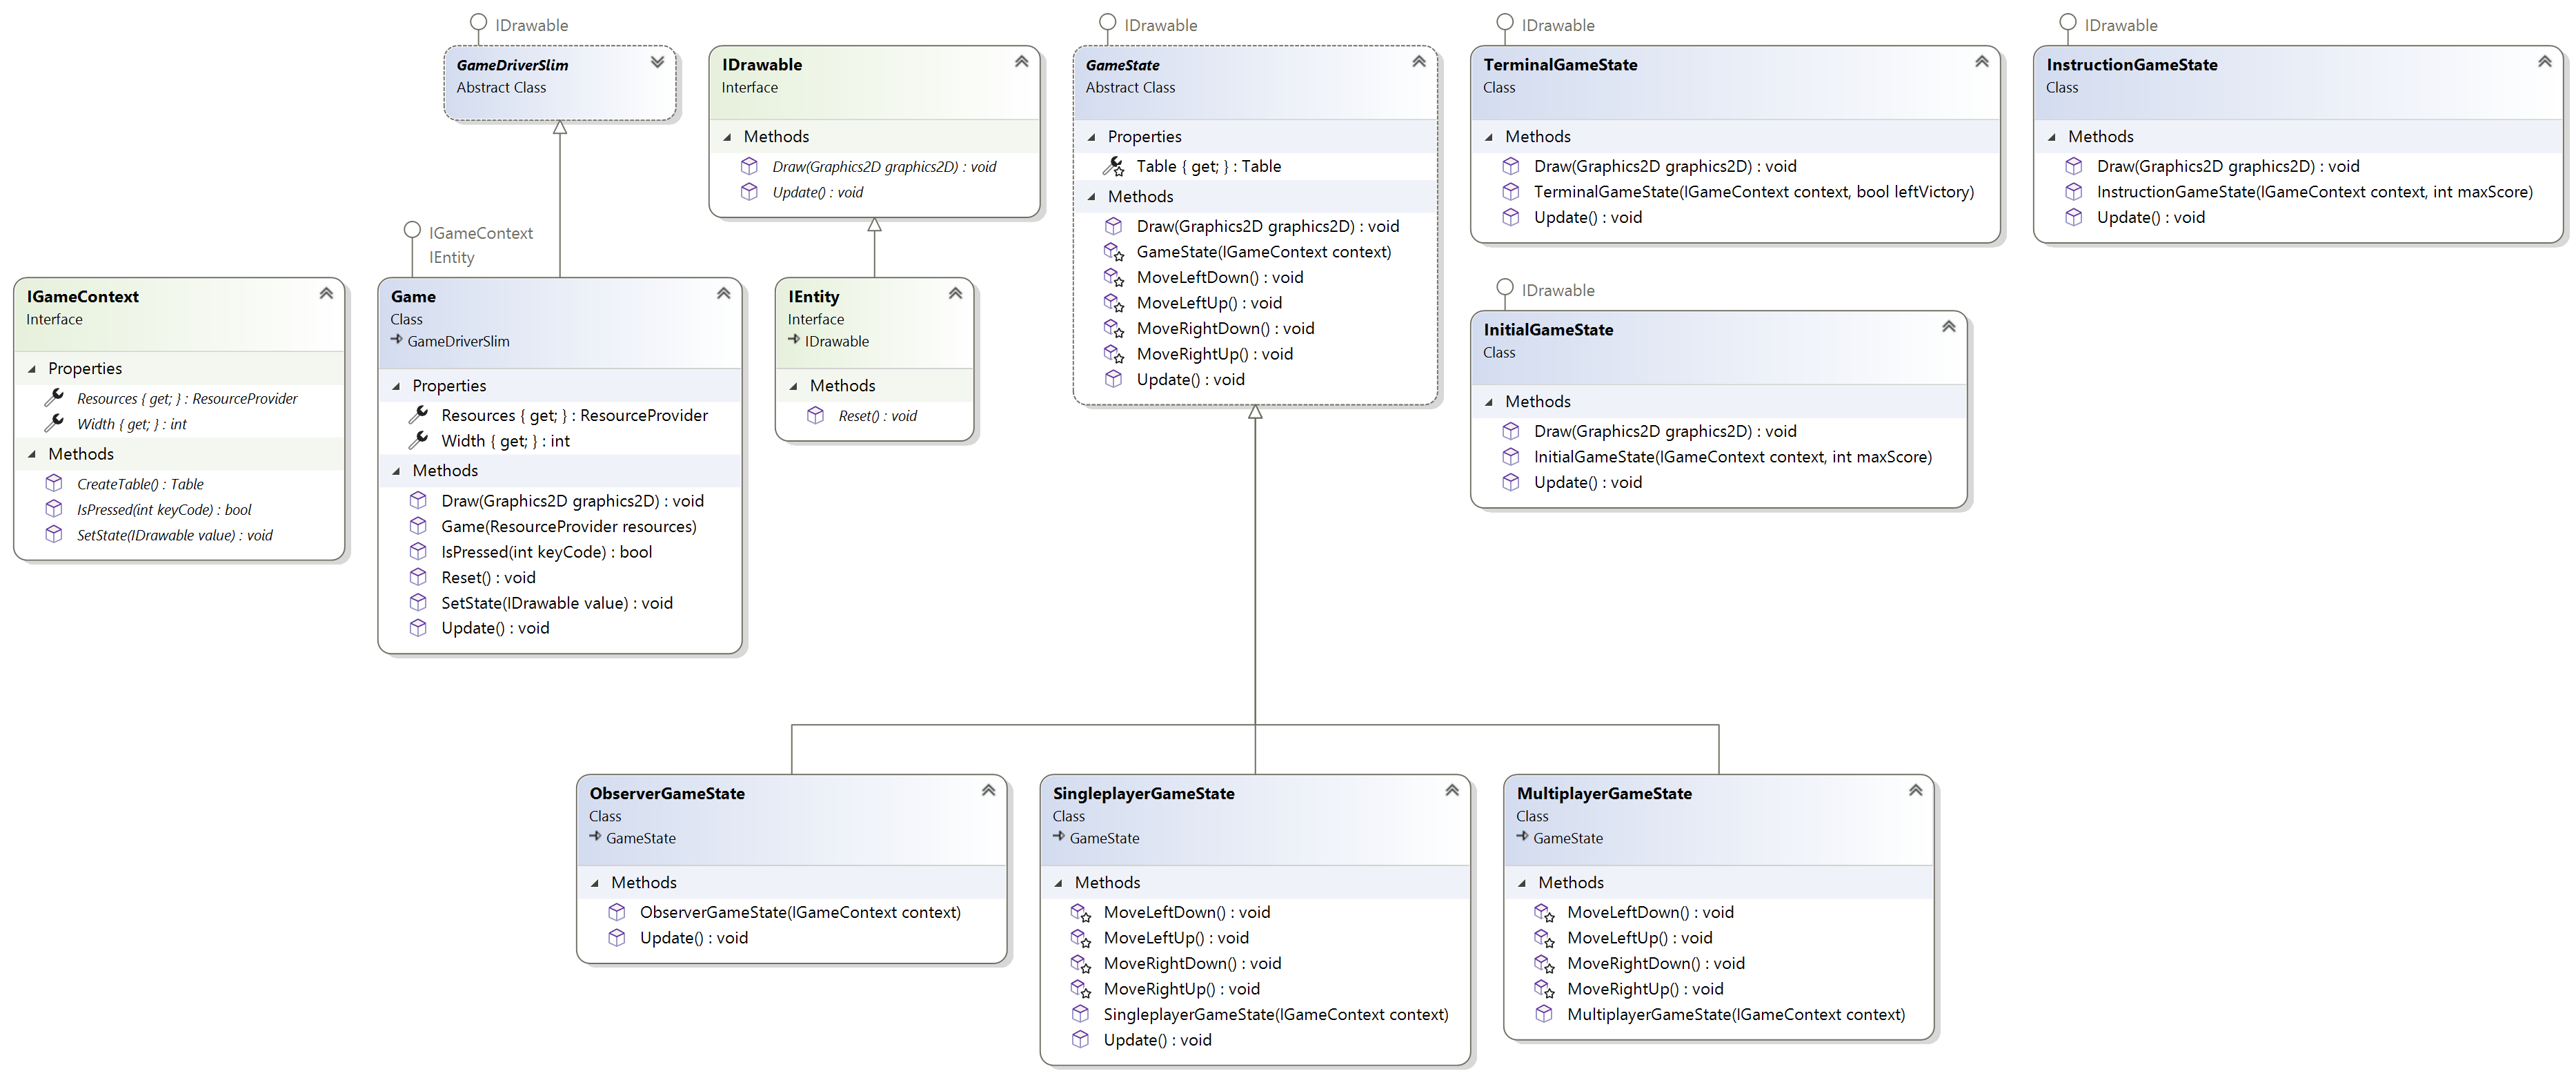 IDrawable
GameDriverSlim
Abstract Class
IDrawable
Interface
Methods
Draw(Graphics2D graphics2D) : void
Update() : void
IDrawable
GameState
Abstract Class
Properties
Table { get; } : Table
Methods
Draw(Graphics2D graphics2D) : void
GameState(IGameContext context)
MoveLeftDown() : void
MoveLeftUp() : void
MoveRightDown() : void
MoveRightUp() : void
Update() : void
IDrawable
TerminalGameState
Class
Methods
Draw(Graphics2D graphics2D) : void
TerminalGameState(IGameContext context, bool leftVictory)
Update() : void
IDrawable
InstructionGameState
Class
Methods
Draw(Graphics2D graphics2D) : void
InstructionGameState(IGameContext context, int maxScore)
Update() : void
IGameContext
Interface
Properties
Resources { get; } : ResourceProvider
Width { get; } : int
Methods
CreateTable() : Table
IsPressed(int keyCode) : bool
SetState(IDrawable value) : void
IGameContext
IEntity
Game
Class
GameDriverSlim
Properties
Resources { get; } : ResourceProvider
Width { get; } : int
Methods
Draw(Graphics2D graphics2D) : void
Game(ResourceProvider resources)
IsPressed(int keyCode) : bool
Reset() : void
SetState(IDrawable value) : void
Update() : void
IEntity
Interface
IDrawable
Methods
Reset() : void
IDrawable
InitialGameState
Class
Methods
Draw(Graphics2D graphics2D) : void
InitialGameState(IGameContext context, int maxScore)
Update() : void
ObserverGameState
Class
GameState
Methods
ObserverGameState(IGameContext context)
Update() : void
SingleplayerGameState
Class
GameState
Methods
MoveLeftDown() : void
MoveLeftUp() : void
MoveRightDown() : void
MoveRightUp() : void
SingleplayerGameState(IGameContext context)
Update() : void
MultiplayerGameState
Class
GameState
Methods
MoveLeftDown() : void
MoveLeftUp() : void
MoveRightDown() : void
MoveRightUp() : void
MultiplayerGameState(IGameContext context)